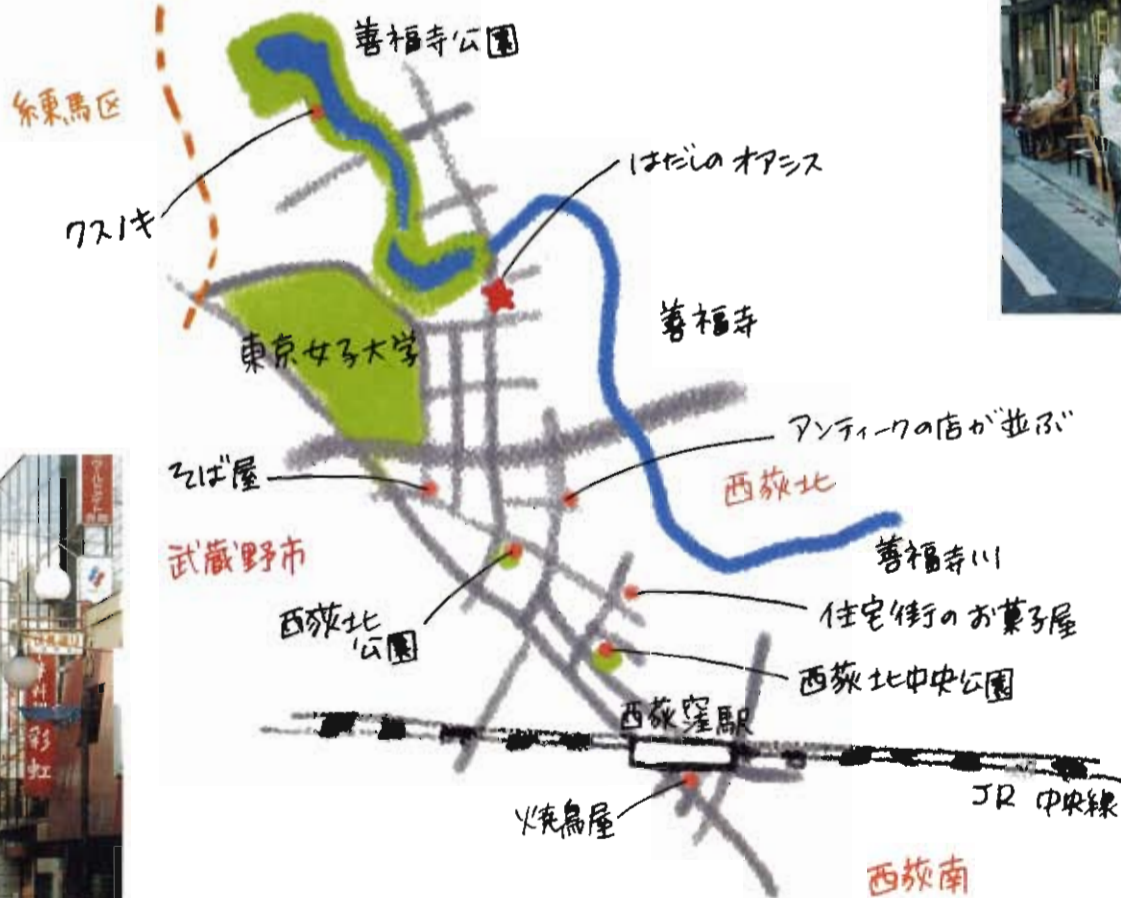 善福寺公園
練馬区
クスノキ
はだしのオアシス
善福寺
東京女子大学
アンティークの店が並ぶ
そば屋
西荻北
武蔵野市
善福寺川
西荻北
公園
住宅街のお菓子屋
西荻北中央公園
西荻窪駅
JR 中央線
焼鳥屋
西荻南
彩虹